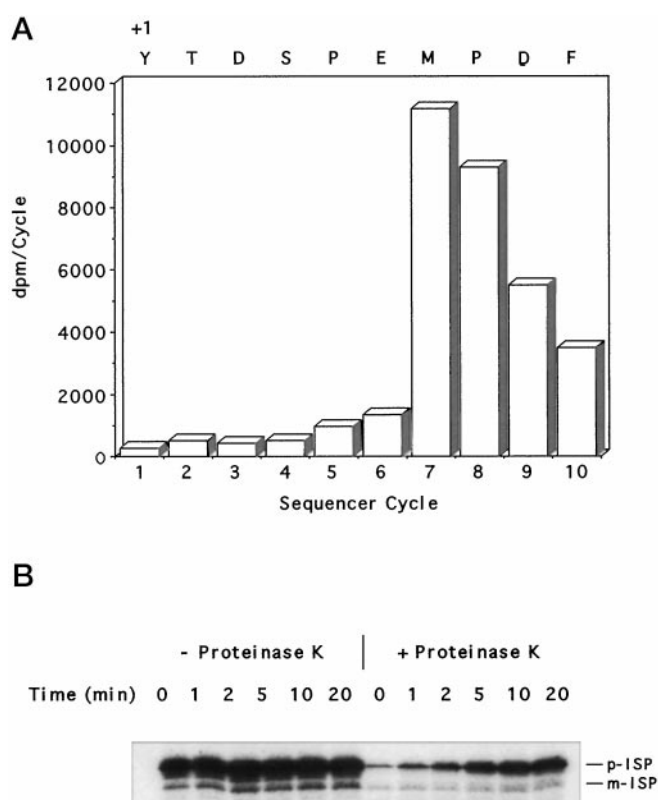 A
+1
Y T D S P E M P D F
12000
10000
8000
6000
4000
2000
0
dpm/Cycle
1 2 3 4 5 6 7 8 9 10
Sequencer Cycle
B
- Proteinase K + Proteinase K
Time (min) 0 1 2 5 10 20 0 1 2 5 10 20
p-ISP
m-ISP